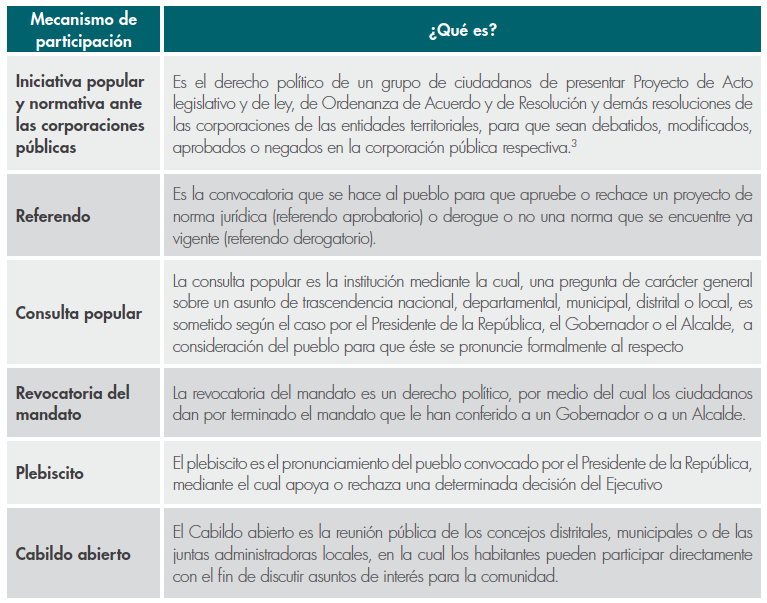 Mecanismo de
participación
¿Qué es?
Iniciativa popular
y normativa ante
las corporaciones
públicas
Es el derecho político de un grupo de ciudadanos de presentar Proyecto de Acto
legislativo y de ley, de Ordenanza de Acuerdo y de Resolución y demás resoluciones de
las corporaciones de las entidades territoriales, para que sean debatidos, modificados,
aprobados o negados en la corporación pública respectiva.3
Referendo
Es la convocatoria que se hace al pueblo para que apruebe o rechace un proyecto de
norma jurídica (referendo aprobatorio) o derogue o no una norma que se encuentre ya
vigente (referendo derogatorio).
Consulta popular
La consulta popular es la institución mediante la cual, una pregunta de carácter general
sobre un asunto de trascendencia nacional, departamental, municipal, distrital o local, es
sometido según el caso por el Presidente de la República, el Gobernador o el Alcalde, a
consideración del pueblo para que éste se pronuncie formalmente al respecto
Revocatoria del
mandato
La revocatoria del mandato es un derecho político, por medio del cual los ciudadanos
dan por terminado el mandato que le han conferido a un Gobernador o a un Alcalde.
Plebiscito
El plebiscito es el pronunciamiento del pueblo convocado por el Presidente de la República,
mediante el cual apoya o rechaza una determinada decisión del Ejecutivo
Cabildo abierto
El Cabildo abierto es la reunión pública de los concejos distritales, municipales o de las
juntas administradoras locales, en la cual los habitantes pueden participar directamente
con el fin de discutir asuntos de interés para la comunidad.